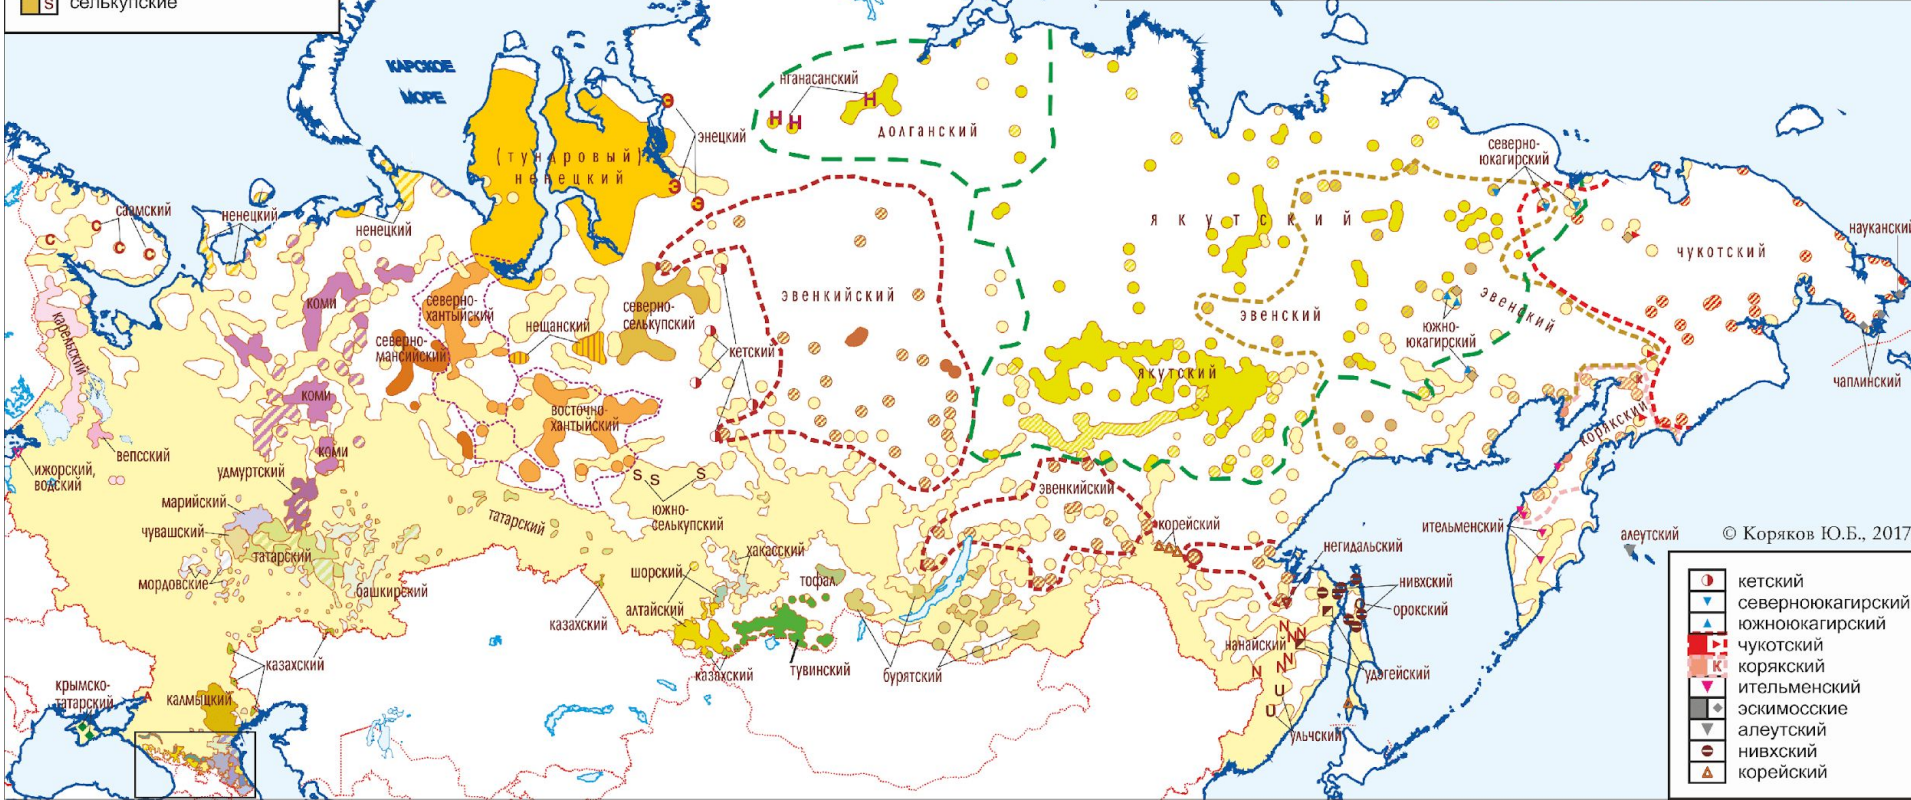 селькупские
КАРСКОЕ
МОРЕ
нганасанский
долганский
энецкий
(тундровый)
ненецкий
северно-
юкагирский
саамский
ненецкий
ненецкий
якутский
чукотский
науканский
коми
северно-
хантыйский
нещанский
северно-
селькупский
эвенкийский
эвенский
эвенский
карельский
северно-
мансийский
кетский
южно-
юкагирский
чаплинский
якутский
коми
восточно-
хантыйский
корякский
вепсский
коми
ижорский,
водский
удмуртский
марийский
чувашский
татарский
мордовские
башкирский
татарский
южно-
селькупский
эвенкийский
корейский
ительменский
алеутский
© Коряков Ю.Б., 2017
хакасский
шорский
тофал.
алтайский
казахский
негидальский
нивхский
орокский
нанайский
удэгейский
казахский
казахский
тувинский
бурятский
крымско-
татарский
калмыцкий
ульчский
кетский
северноюкагирский
южноюкагирский
чукотский
К корякский
ительменский
эскимосские
алеутский
нивхский
корейский